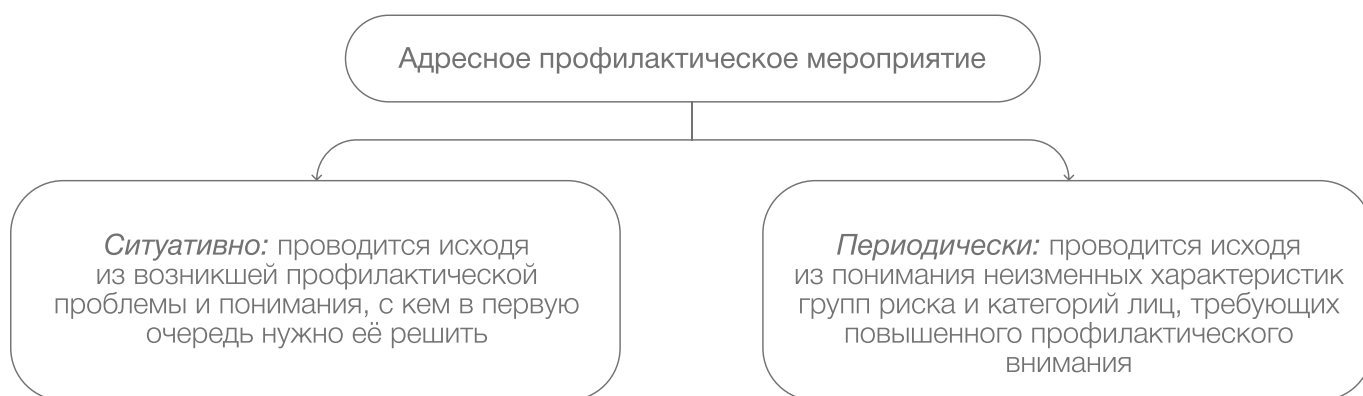 Адресное профилактическое мероприятие
Ситуативно: проводится исходя
из возникшей профилактической
проблемы и понимания, с кем в первую
очередь нужно её решить
Периодически: проводится исходя
из понимания неизменных характеристик
групп риска и категорий лиц, требующих
повышенного профилактического
внимания